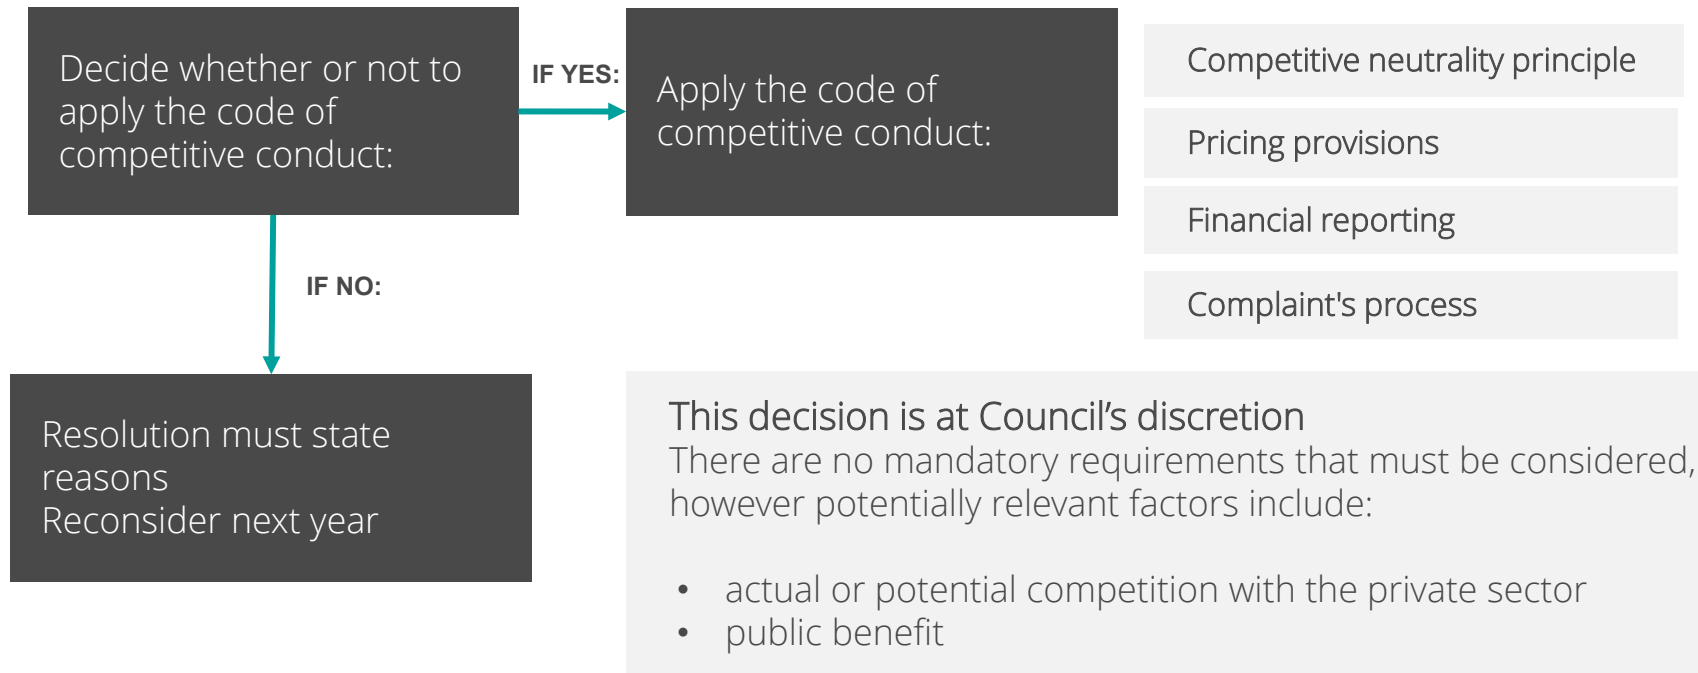 Decide whether or not to
apply the code of
competitive conduct:
IF YES:
Apply the code of
competitive conduct:
Competitive neutrality principle
Pricing provisions
Financial reporting
Complaint's process
IF NO:
Resolution must state
reasons
Reconsider next year
This decision is at Council’s discretion
There are no mandatory requirements that must be considered,
however potentially relevant factors include:
• actual or potential competition with the private sector
• public benefit